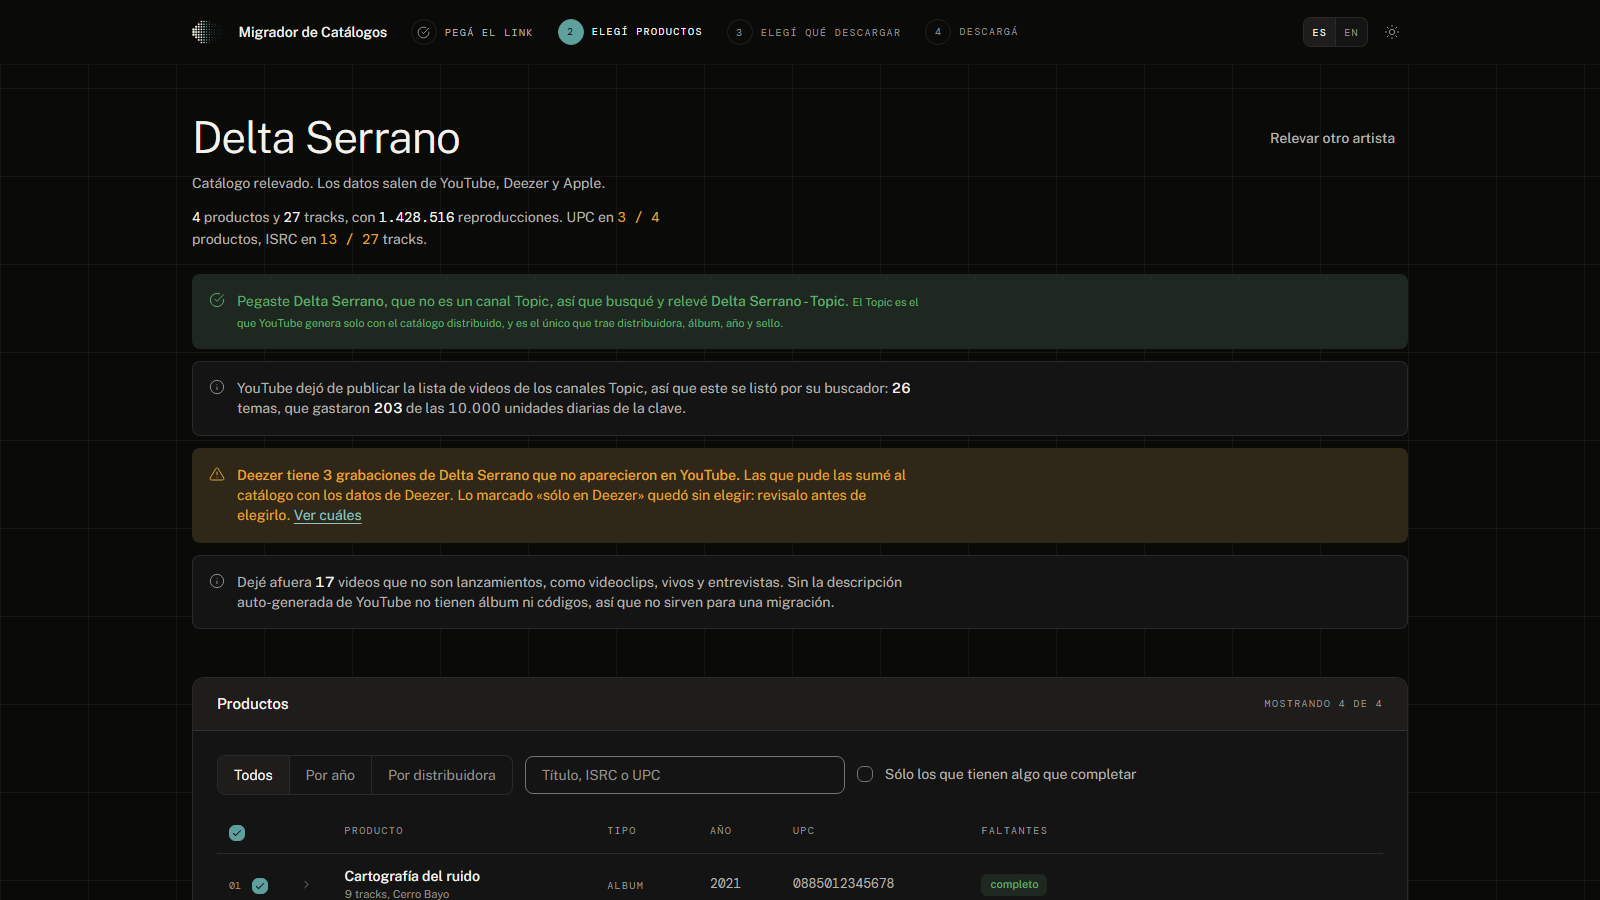 Migrador de Catálogos
PEGÁ EL LINK
2 ELEGÍ PRODUCTOS
3 ELEGÍ QUÉ DESCARGAR
4 DESCARGÁ
ES EN
Delta Serrano
Relevar otro artista
Catálogo relevado. Los datos salen de YouTube, Deezer y Apple.
4 productos y 27 tracks, con 1.428.516 reproducciones. UPC en 3 / 4
productos, ISRC en 13 / 27 tracks.
Pegaste Delta Serrano, que no es un canal Topic, así que busqué y relevé Delta Serrano - Topic. El Topic es el
que YouTube genera solo con el catálogo distribuido, y es el único que trae distribuidora, álbum, año y sello.
YouTube dejó de publicar la lista de videos de los canales Topic, así que este se listó por su buscador: 26
temas, que gastaron 203 de las 10.000 unidades diarias de la clave.
Deezer tiene 3 grabaciones de Delta Serrano que no aparecieron en YouTube. Las que pude las sumé al
catálogo con los datos de Deezer. Lo marcado «sólo en Deezer» quedó sin elegir: revisalo antes de
elegirlo. Ver cuáles
Dejé afuera 17 videos que no son lanzamientos, como videoclips, vivos y entrevistas. Sin la descripción
auto-generada de YouTube no tienen álbum ni códigos, así que no sirven para una migración.
Productos
MOSTRANDO 4 DE 4
Todos Por año Por distribuidora
Título, ISRC o UPC
Sólo los que tienen algo que completar
PRODUCTO TIPO AÑO UPC FALTANTES
01 Cartografía del ruido ALBUM 2021 0885012345678 completo
9 tracks, Cerro Bayo